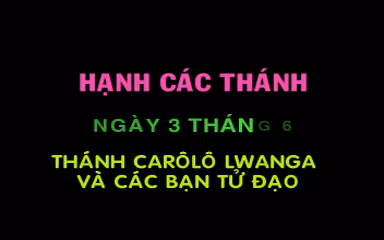 HẠNH CÁC THÁNH
NGÀY 3 THÁNG 6
THÁNH CARÔLÔ LWANGA
VÀ CÁC BẠN TỬ ĐẠO